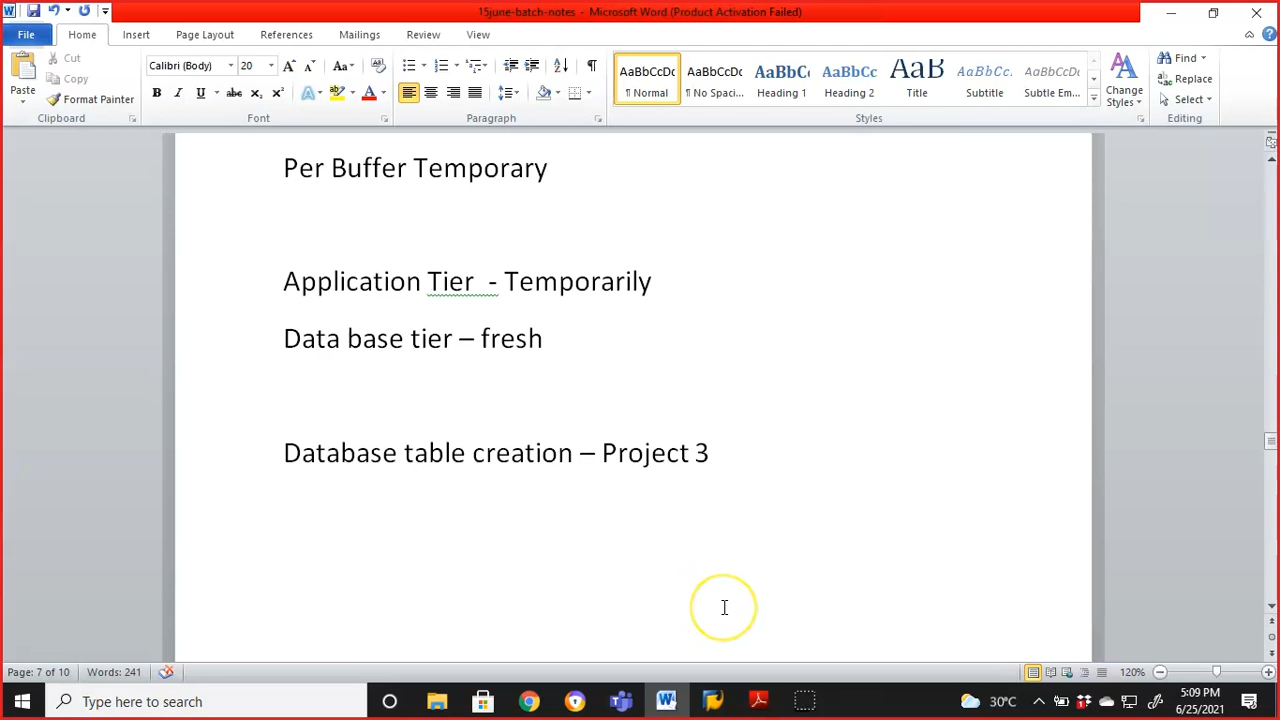 15june-batch-notes - Microsoft Word (Product Activation Failed)
File Home Insert Page Layout References Mailings Review View
Paste Cut Copy Format Painter
Calibri (Body) 20
AaBbCcDc AaBbCcDc AaBbCc AaBbCc AaB AaBbCcDc AaBbCcDc
¶ Normal ¶ No Spaci... Heading 1 Heading 2 Title Subtitle Subtle Em...
Change Styles
Find Replace Select
Clipboard Font Paragraph Styles Editing
Per Buffer Temporary
Application Tier - Temporarily
Data base tier – fresh
Database table creation – Project 3
Page: 7 of 10 Words: 241 120%
Type here to search 30°C 5:09 PM
6/25/2021